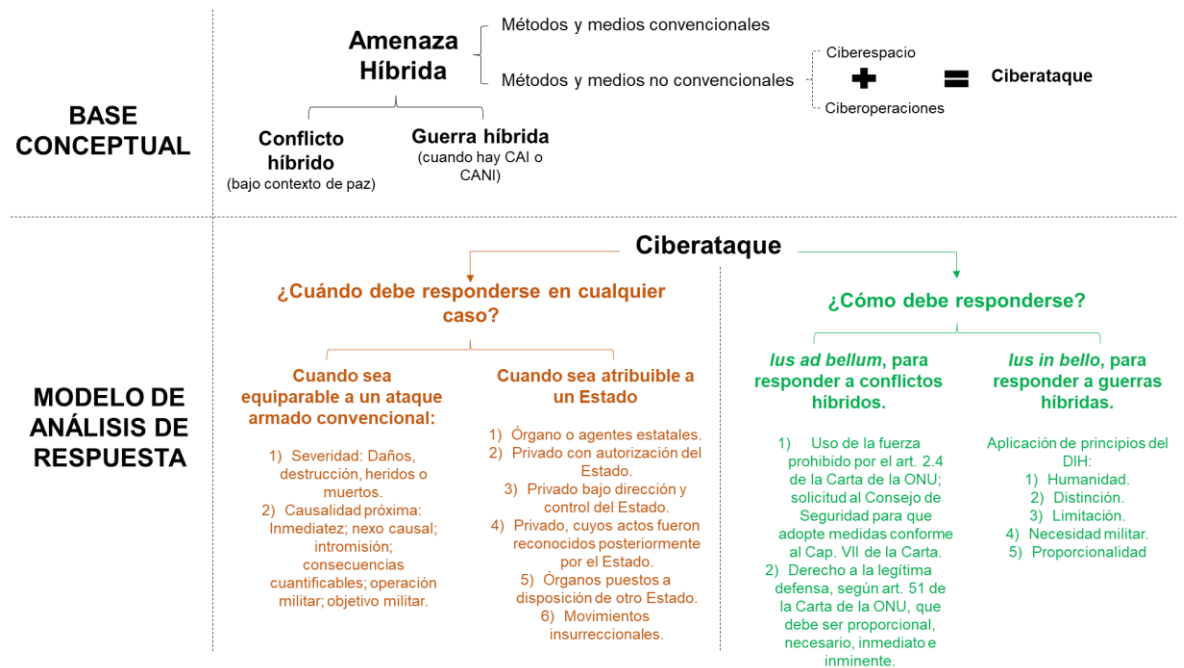 BASE
CONCEPTUAL
Amenaza
Híbrida
Métodos y medios convencionales
Métodos y medios no convencionales
Ciberespacio
+
Ciberoperaciones
=
Ciberataque
Conflicto
híbrido
(bajo contexto de paz)
Guerra híbrida
(cuando hay CAI o
CANI)
MODELO DE
ANÁLISIS DE
RESPUESTA
Ciberataque
¿Cuándo debe responderse en cualquier
caso?
Cuando sea
equiparable a un ataque
armado convencional:
1) Severidad: Daños,
destrucción, heridos o
muertos.
2) Causalidad próxima:
Inmediatez; nexo causal;
intromisión;
consecuencias
cuantificables; operación
militar; objetivo militar.
Cuando sea atribuible a
un Estado
1) Órgano o agentes estatales.
2) Privado con autorización del
Estado.
3) Privado bajo dirección y
control del Estado.
4) Privado, cuyos actos fueron
reconocidos posteriormente
por el Estado.
5) Órganos puestos a
disposición de otro Estado.
6) Movimientos
insurreccionales.
¿Cómo debe responderse?
Ius ad bellum, para
responder a conflictos
híbridos.
1) Uso de la fuerza
prohibido por el art. 2.4
de la Carta de la ONU;
solicitud al Consejo de
Seguridad para que
adopte medidas conforme
al Cap. VII de la Carta.
2) Derecho a la legítima
defensa, según art. 51 de
la Carta de la ONU, que
debe ser proporcional,
necesario, inmediato e
inminente.
Ius in bello, para
responder a guerras
híbridas.
Aplicación de principios del
DIH:
1) Humanidad.
2) Distinción.
3) Limitación.
4) Necesidad militar.
5) Proporcionalidad